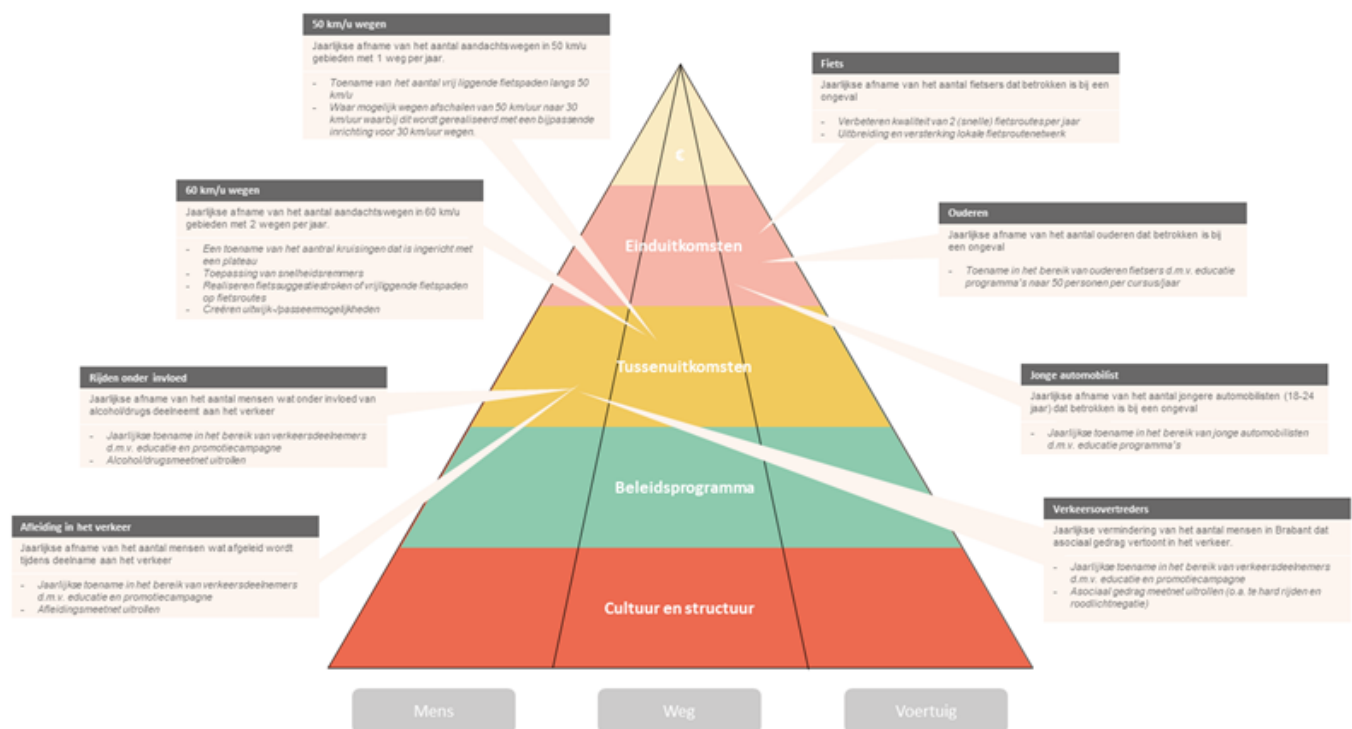 50 km/u wegen
Jaarlijkse afname van het aantal aandachtswegen in 50 km/u
gebieden met 1 weg per jaar.
- Toename van het aantal vrij liggende fietspaden langs 50
km/u
- Waar mogelijk wegen afschalen van 50 km/uur naar 30
km/uur waarbij dit wordt gerealiseerd met een bijpassende
inrichting voor 30 km/uur wegen.
60 km/u wegen
Jaarlijkse afname van het aantal aandachtswegen in 60 km/u
gebieden met 2 wegen per jaar.
- Een toename van het aantral kruisingen dat is ingericht met
een plateau
- Toepassing van snelheidsremmers
- Realiseren fietssuggestiestroken of vrijliggende fietspaden
op fietsroutes
- Creëren uitwijk-/passeermogelijkheden
Rijden onder invloed
Jaarlijkse afname van het aantal mensen wat onder invloed van
alcohol/drugs deelneemt aan het verkeer
- Jaarlijkse toename in het bereik van verkeersdeelnemers
d.m.v. educatie en promotiecampagne
- Alcohol/drugsmeetnet uitrollen
Afleiding in het verkeer
Jaarlijkse afname van het aantal mensen wat afgeleid wordt
tijdens deelname aan het verkeer
- Jaarlijkse toename in het bereik van verkeersdeelnemers
d.m.v. educatie en promotiecampagne
- Afleidingsmeetnet uitrollen
€
Einduitkomsten
Tussenuitkomsten
Beleidsprogramma
Cultuur en structuur
Fiets
Jaarlijkse afname van het aantal fietsers dat betrokken is bij een
ongeval
- Verbeteren kwaliteit van 2 (snelle) fietsroutes per jaar
- Uitbreiding en versterking lokale fietsroutenetwerk
Ouderen
Jaarlijkse afname van het aantal ouderen dat betrokken is bij
een ongeval
- Toename in het bereik van ouderen fietsers d.m.v. educatie
programma's naar 50 personen per cursus/jaar
Jonge automobilist
Jaarlijkse afname van het aantal jongere automobilisten (18-24
jaar) dat betrokken is bij een ongeval
- Jaarlijkse toename in het bereik van jonge automobilisten
d.m.v. educatie programma's
Verkeersovertreders
Jaarlijkse vermindering van het aantal mensen in Brabant dat
asociaal gedrag vertoont in het verkeer.
- Jaarlijkse toename in het bereik van verkeersdeelnemers
d.m.v. educatie en promotiecampagne
- Asociaal gedrag meetnet uitrollen (o.a. te hard rijden en
roodlichtnegatie)
Mens
Weg
Voertuig